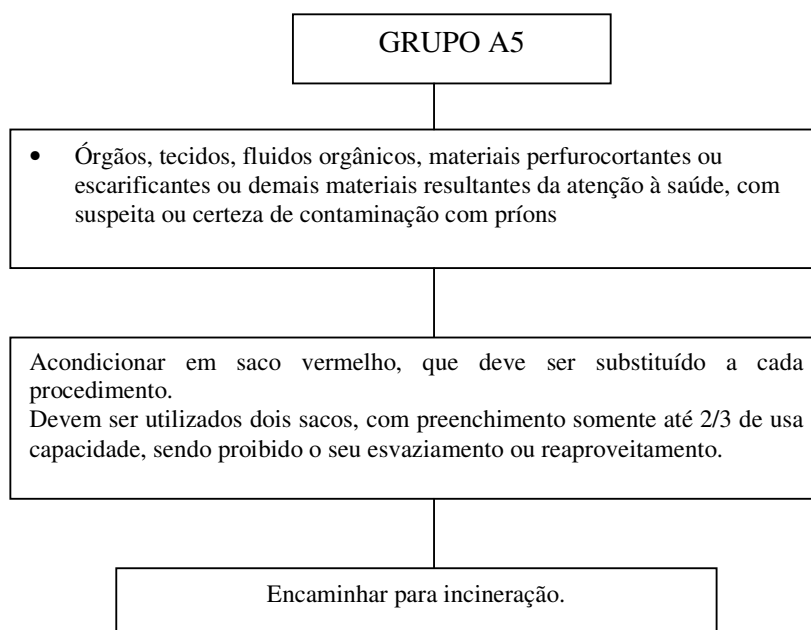 GRUPO A5
• Órgãos, tecidos, fluidos orgânicos, materiais perfurocortantes ou
escarificantes ou demais materiais resultantes da atenção à saúde, com
suspeita ou certeza de contaminação com príons
Acondicionar em saco vermelho, que deve ser substituído a cada
procedimento.
Devem ser utilizados dois sacos, com preenchimento somente até 2/3 de usa
capacidade, sendo proibido o seu esvaziamento ou reaproveitamento.
Encaminhar para incineração.